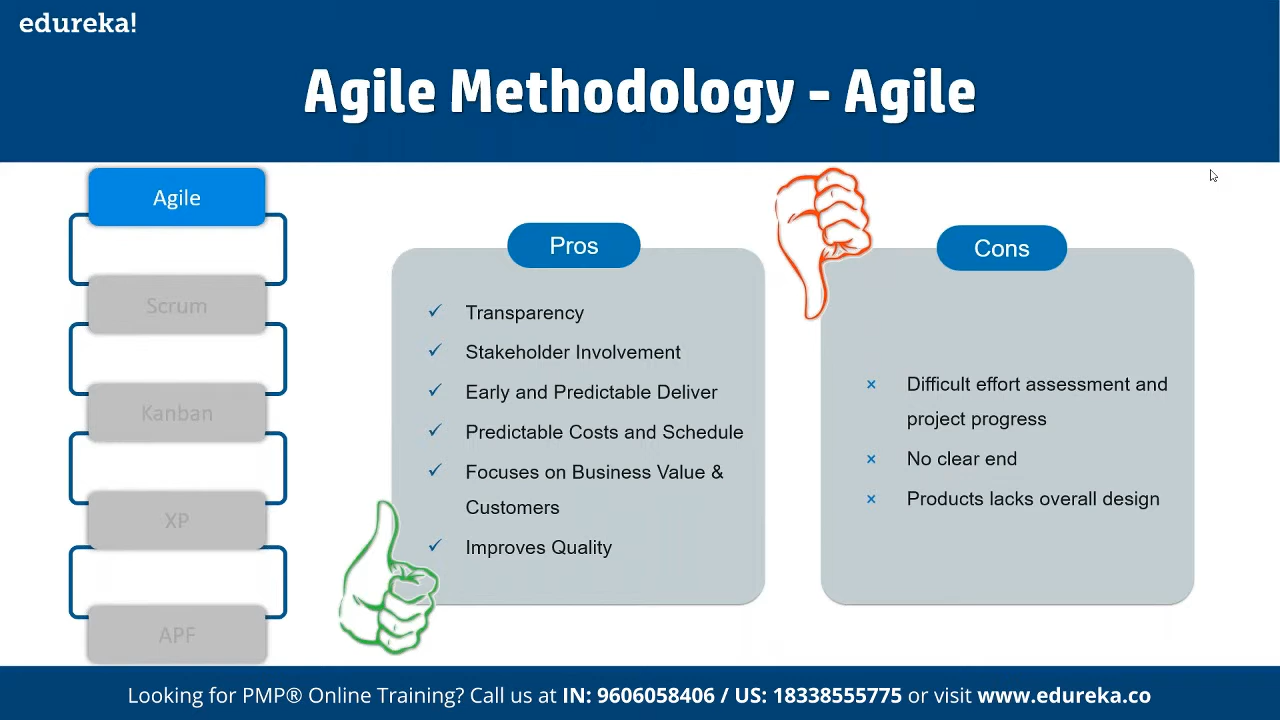 edureka!
Agile Methodology - Agile
Agile
Scrum
Kanban
XP
APF
Pros
✓ Transparency
✓ Stakeholder Involvement
✓ Early and Predictable Deliver
✓ Predictable Costs and Schedule
✓ Focuses on Business Value &
Customers
✓ Improves Quality
Cons
× Difficult effort assessment and
project progress
× No clear end
× Products lacks overall design
Looking for PMP® Online Training? Call us at IN: 9606058406 / US: 18338555775 or visit www.edureka.co